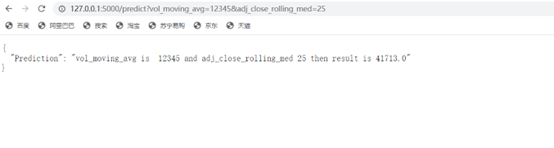 127.0.0.1:5000/predict?vol_moving_avg=12345&adj_close_rolling_med=25
百度 阿里巴巴 搜索 淘宝 苏宁易购 京东 天猫
{
"Prediction": "vol_moving_avg is  12345 and adj_close_rolling_med 25 then result is 41713.0"
}